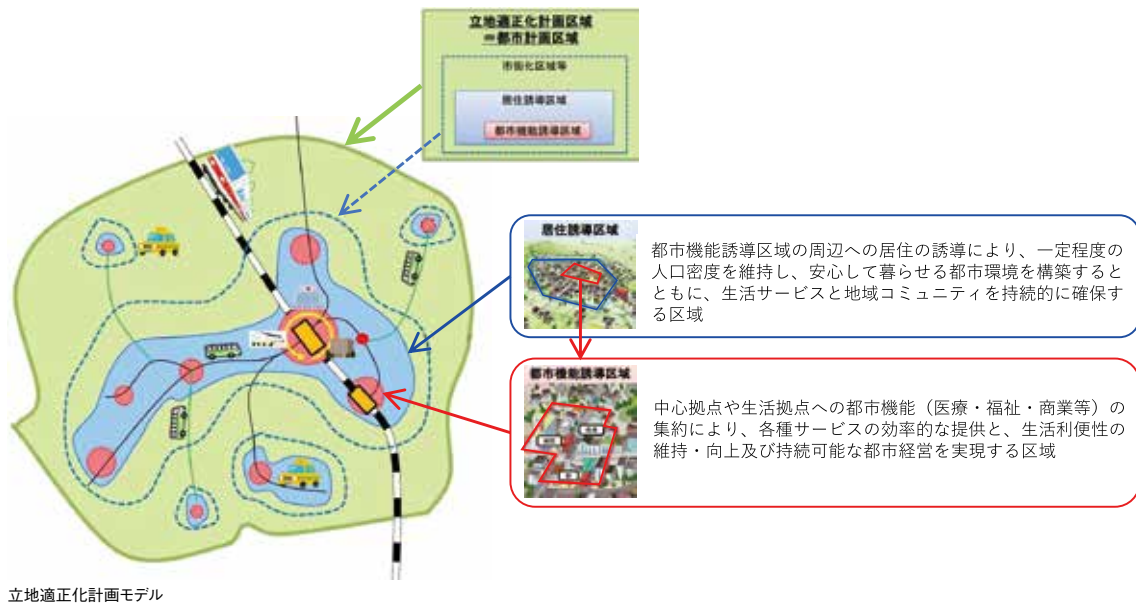 立地適正化計画区域
=都市計画区域
市街化区域等
居住誘導区域
都市機能誘導区域
居住誘導区域
都市機能誘導区域の周辺への居住の誘導により、一定程度の
人口密度を維持し、安心して暮らせる都市環境を構築すると
ともに、生活サービスと地域コミュニティを持続的に確保す
る区域
都市機能誘導区域
中心拠点や生活拠点への都市機能（医療・福祉・商業等）の
集約により、各種サービスの効率的な提供と、生活利便性の
維持・向上及び持続可能な都市経営を実現する区域
立地適正化計画モデル